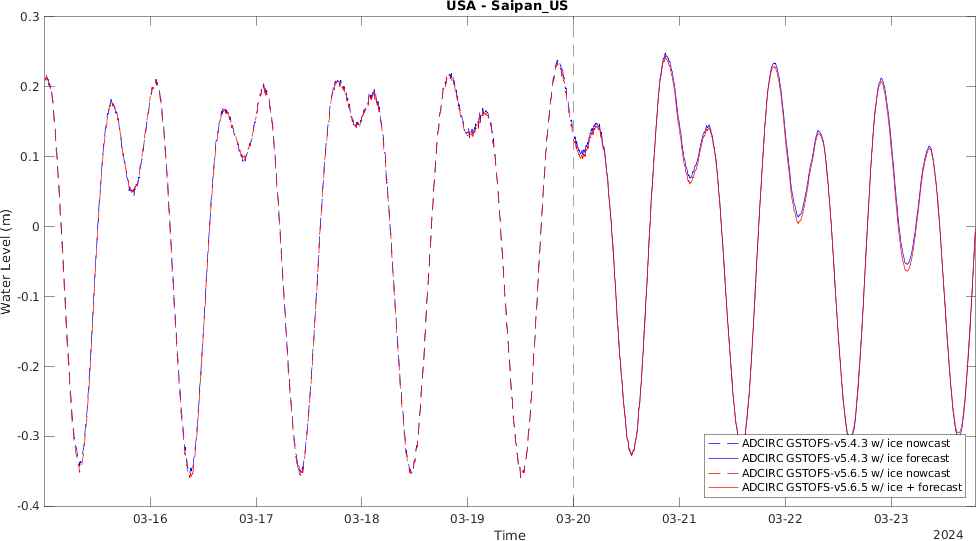 USA - Saipan_US
0.3
0.2
0.1
0
-0.1
-0.2
-0.3
-0.4
Water Level (m)
ADCIRC GSTOFS-v5.4.3 w/ ice nowcast
ADCIRC GSTOFS-v5.4.3 w/ ice forecast
ADCIRC GSTOFS-v5.6.5 w/ ice nowcast
ADCIRC GSTOFS-v5.6.5 w/ ice + forecast
03-16 03-17 03-18 03-19 03-20 03-21 03-22 03-23
Time
2024